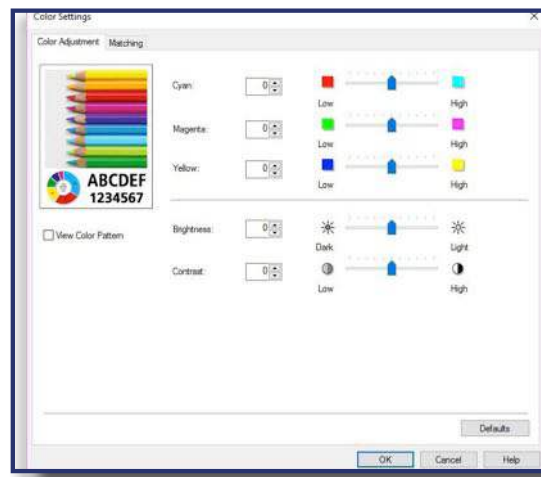 Color Settings
Color Adjustment Matching
ABCDEF
1234567
View Color Pattern
Cyan: 0
Low High
Magenta: 0
Low High
Yellow: 0
Low High
Brightness: 0
Dark Light
Contrast: 0
Low High
Defaults
OK Cancel Help